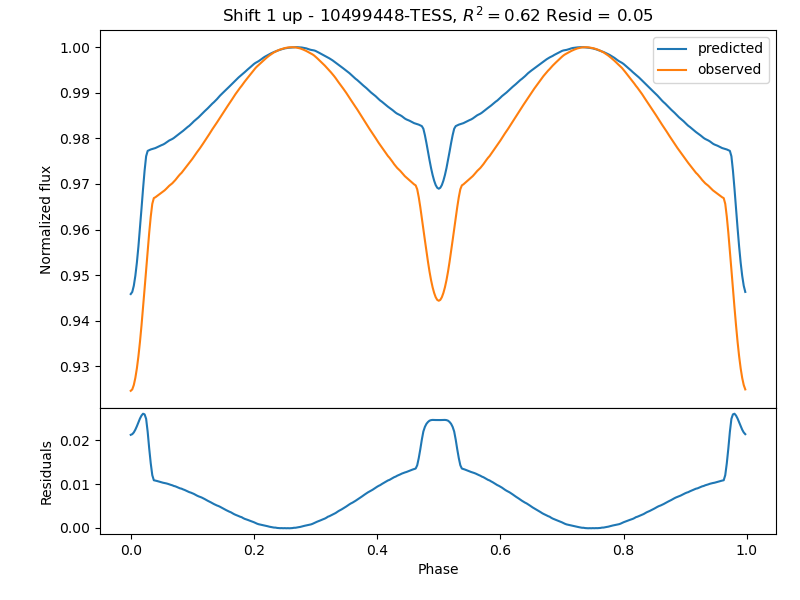 Shift 1 up - 10499448-TESS, R² = 0.62 Resid = 0.05
predicted
observed
1.00
0.99
0.98
0.97
0.96
0.95
0.94
0.93
Normalized flux
0.02
0.01
0.00
Residuals
0.0 0.2 0.4 0.6 0.8 1.0
Phase